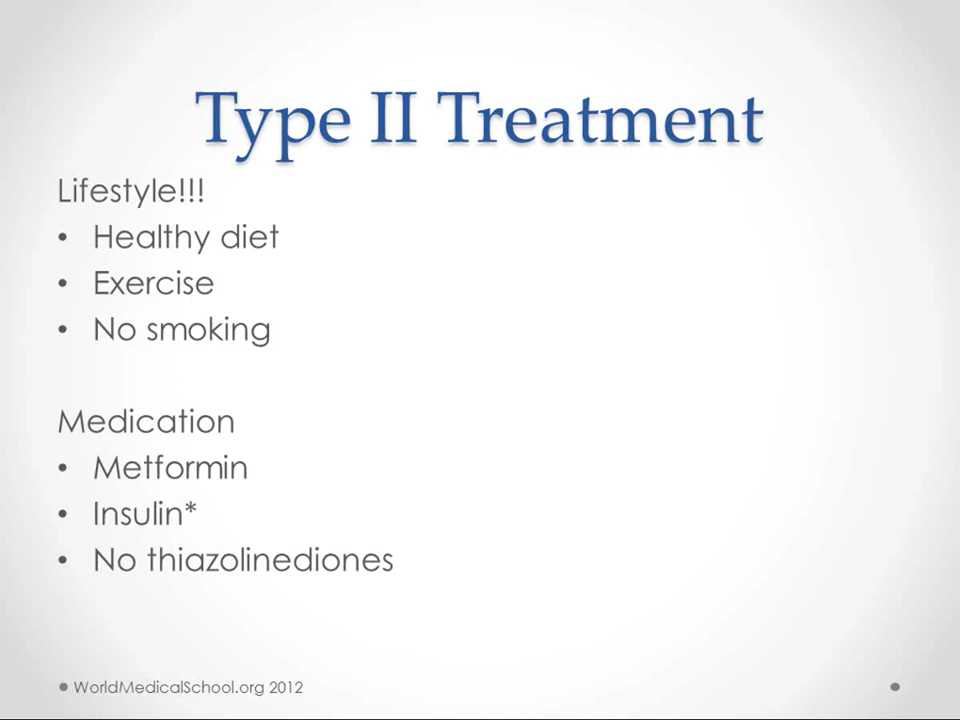 Type II Treatment
Lifestyle!!!
• Healthy diet
• Exercise
• No smoking
Medication
• Metformin
• Insulin*
• No thiazolinediones
WorldMedicalSchool.org 2012